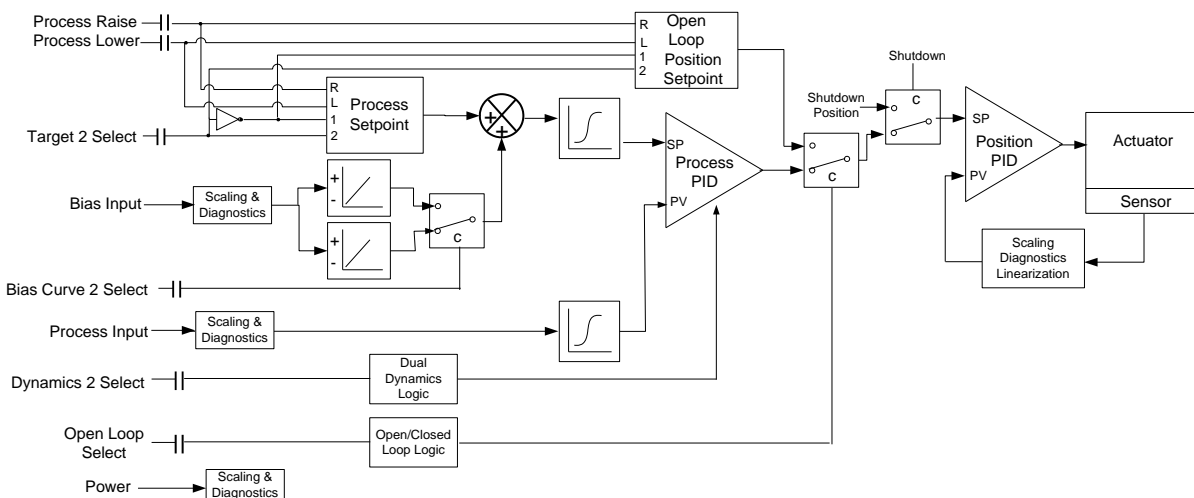 Process Raise
Process Lower
R
L
1
2
Open
Loop
Position
Setpoint
Shutdown
R
L
1
2
Process
Setpoint
Target 2 Select
Shutdown
Position
C
SP
Position
PID
PV
Actuator
Sensor
SP
Process
PID
PV
C
Bias Input
Scaling &
Diagnostics
+
-
+
-
C
+
+
Scaling
Diagnostics
Linearization
Bias Curve 2 Select
Process Input
Scaling &
Diagnostics
Dynamics 2 Select
Dual
Dynamics
Logic
Open Loop
Select
Open/Closed
Loop Logic
Power
Scaling &
Diagnostics